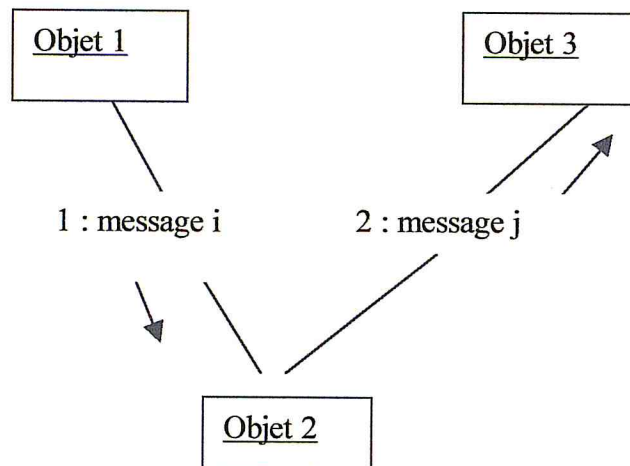 Objet 1
Objet 3
1 : message i
2 : message j
Objet 2